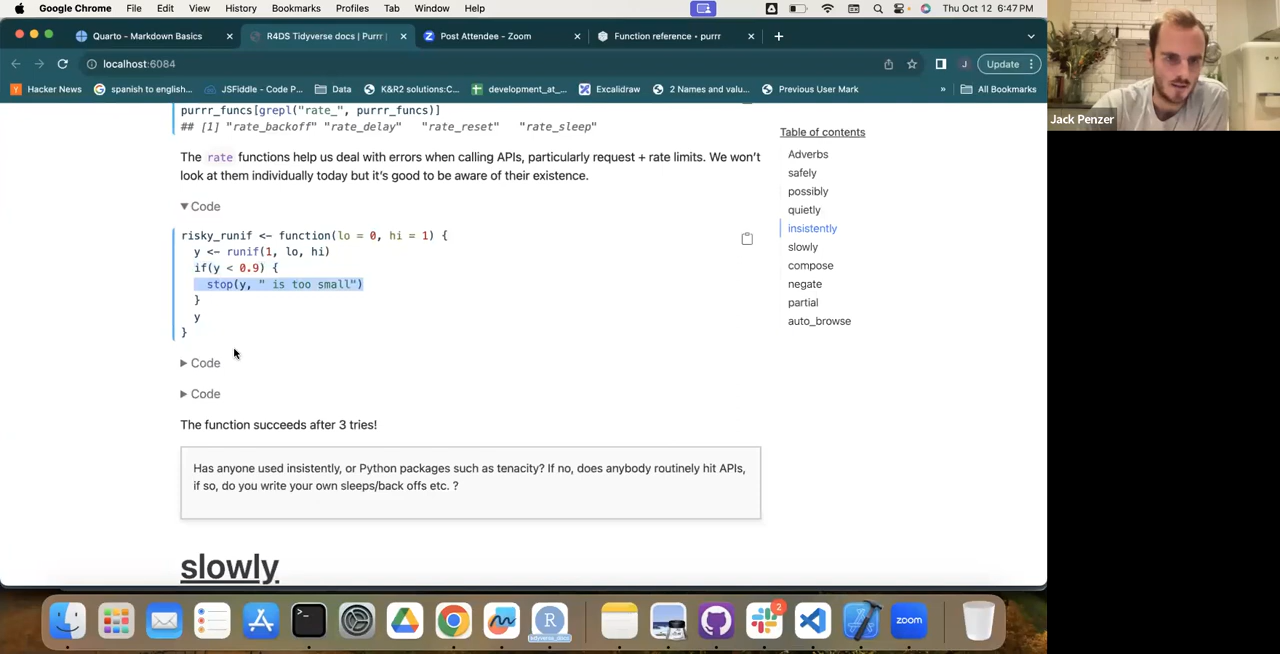 Google Chrome File Edit View History Bookmarks Profiles Tab Window Help Thu Oct 12 6:47 PM
Quarto - Markdown Basics R4DS Tidyverse docs | Purrr | Post Attendee - Zoom Function reference • purrr
localhost:6084 J Update
Hacker News spanish to english... JSFiddle - Code P... Data K&R2 solutions:C... development_at_... Excalidraw 2 Names and valu... Previous User Mark » All Bookmarks
purrr_funcs[grepl("rate_", purrr_funcs)]
## [1] "rate_backoff" "rate_delay" "rate_reset" "rate_sleep"
The rate functions help us deal with errors when calling APIs, particularly request + rate limits. We won't
look at them individually today but it's good to be aware of their existence.
Code
risky_runif <- function(lo = 0, hi = 1) {
y <- runif(1, lo, hi)
if(y < 0.9) {
stop(y, " is too small")
}
y
}
Code
Code
The function succeeds after 3 tries!
Has anyone used insistently, or Python packages such as tenacity? If no, does anybody routinely hit APIs,
if so, do you write your own sleeps/back offs etc. ?
slowly
Table of contents
Adverbs
safely
possibly
quietly
insistently
slowly
compose
negate
partial
auto_browse
Jack Penzer
R
tidyverse_docs
2
zoom